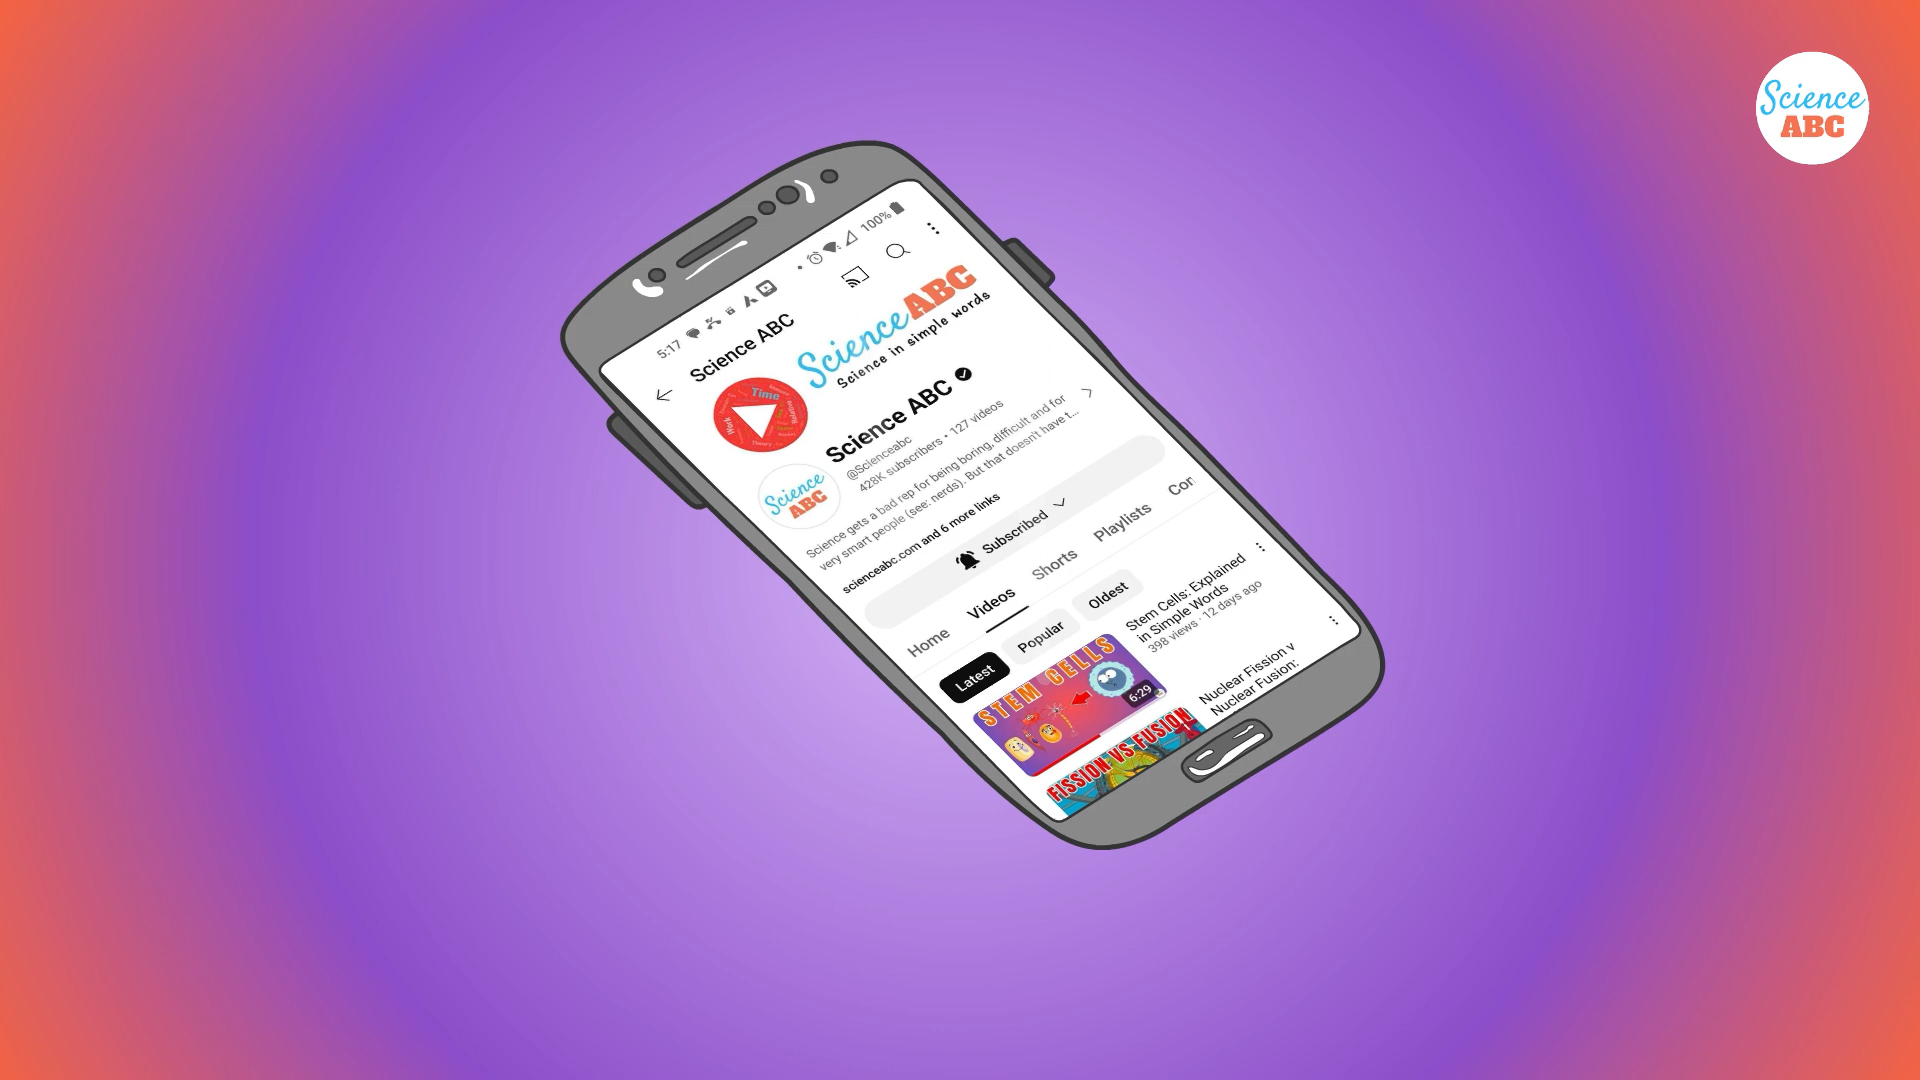 Science
ABC
5:17
100%
Science ABC
Science ABC
Science in simple words
Time
Work
Theory
Science ABC
@Scienceabc
428K subscribers • 127 videos
Science
ABC
Science gets a bad rep for being boring, difficult and for
very smart people (see: nerds). But that doesn't have t...
scienceabc.com and 6 more links
Subscribed
Home Videos Shorts Playlists Con
Latest Popular Oldest
STEM CELLS
6:29
Stem Cells: Explained
in Simple Words
398 views · 12 days ago
FISSION VS FUSION
Nuclear Fission v
Nuclear Fusion: